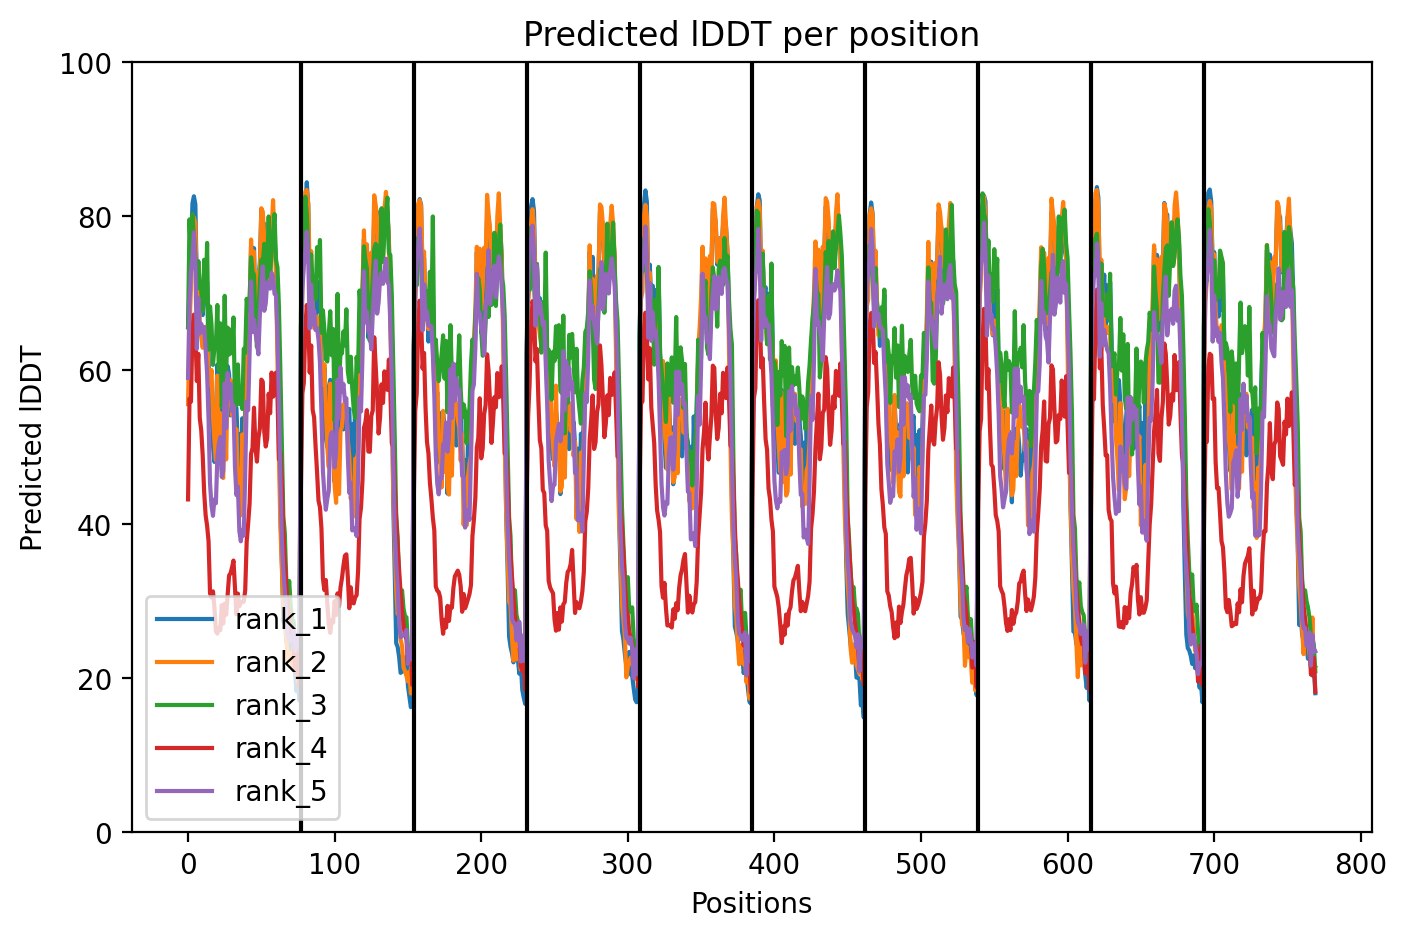 Predicted lDDT per position
Predicted lDDT
100
80
60
40
20
0
rank_1
rank_2
rank_3
rank_4
rank_5
0 100 200 300 400 500 600 700 800
Positions